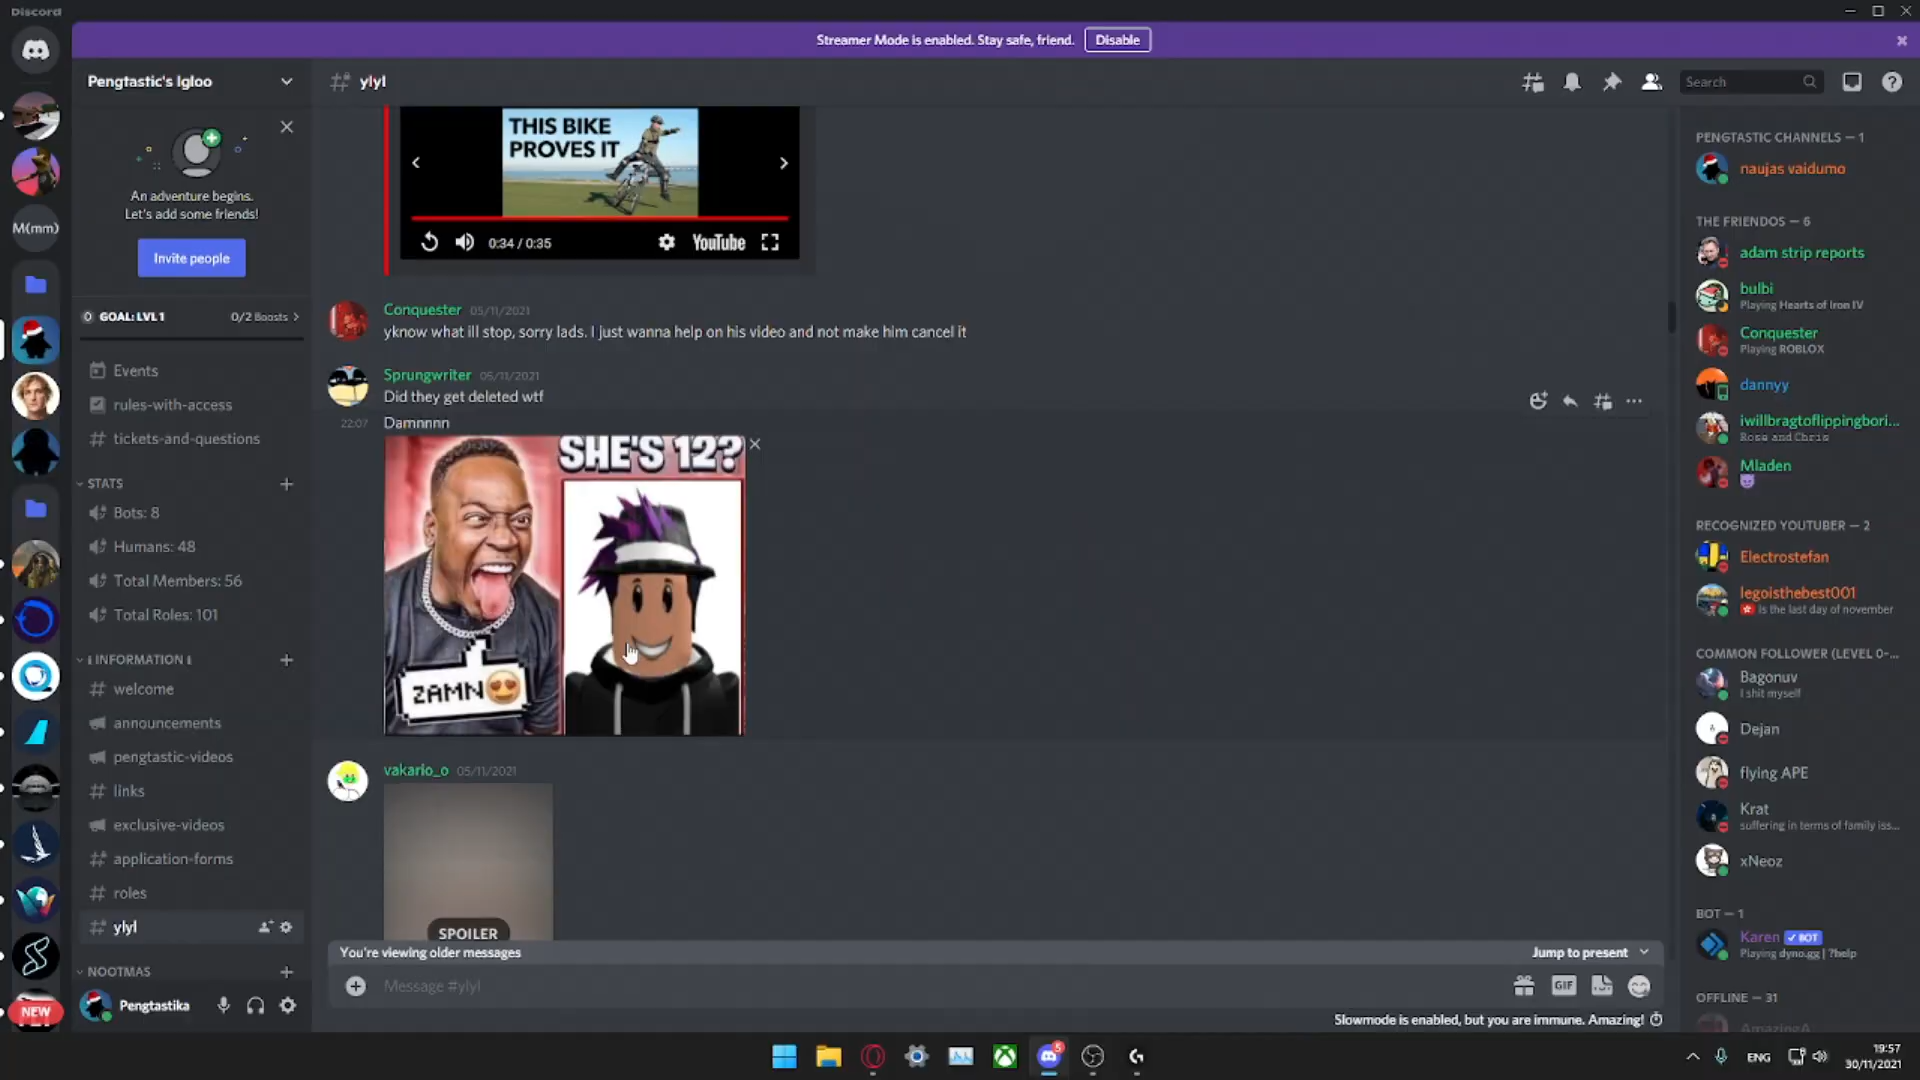 Discord
Streamer Mode is enabled. Stay safe, friend.
Disable
Pengtastic's Igloo
ylyl
Search
An adventure begins.
Let's add some friends!
Invite people
GOAL: LVL 1
0/2 Boosts
Events
rules-with-access
tickets-and-questions
STATS
Bots: 8
Humans: 48
Total Members: 56
Total Roles: 101
INFORMATION
welcome
announcements
pengtastic-videos
links
exclusive-videos
application-forms
roles
ylyl
NOOTMAS
Pengtastika
M(mm)
NEW
THIS BIKE
PROVES IT
0:34 / 0:35
YouTube
Conquester 05/11/2021
yknow what ill stop, sorry lads. I just wanna help on his video and not make him cancel it
Sprungwriter 05/11/2021
Did they get deleted wtf
22:07 Damnnnn
SHE'S 12?
ZAMN😍
vakario_o 05/11/2021
SPOILER
You're viewing older messages
Jump to present
Message #ylyl
GIF
Slowmode is enabled, but you are immune. Amazing!
PENGTASTIC CHANNELS — 1
naujas vaidumo
THE FRIENDOS — 6
adam strip reports
bulbi
Playing Hearts of Iron IV
Conquester
Playing ROBLOX
dannyy
iwillbragtoflippingbori...
Rose and Chris
Mladen
RECOGNIZED YOUTUBER — 2
Electrostefan
legoisthebest001
Is the last day of november
COMMON FOLLOWER (LEVEL 0-...
Bagonuv
I shit myself
Dejan
flying APE
Krat
suffering in terms of family iss...
xNeoz
BOT — 1
Karen ✓ BOT
Playing dyno.gg | ?help
OFFLINE — 31
AmazingA
5
ENG
19:57
30/11/2021